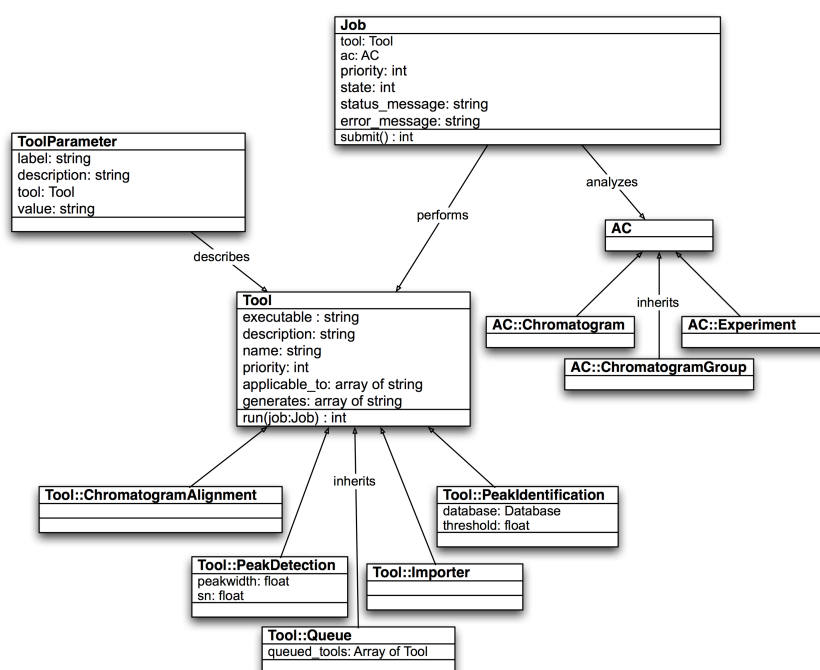 Job
tool: Tool
ac: AC
priority: int
state: int
status_message: string
error_message: string
submit() : int
ToolParameter
label: string
description: string
tool: Tool
value: string
analyzes
performs
AC
describes
Tool
executable : string
description: string
name: string
priority: int
applicable_to: array of string
generates: array of string
run(job:Job) : int
inherits
AC::Chromatogram
AC::Experiment
AC::ChromatogramGroup
inherits
Tool::ChromatogramAlignment
Tool::PeakIdentification
database: Database
threshold: float
Tool::PeakDetection
peakwidth: float
sn: float
Tool::Importer
Tool::Queue
queued_tools: Array of Tool